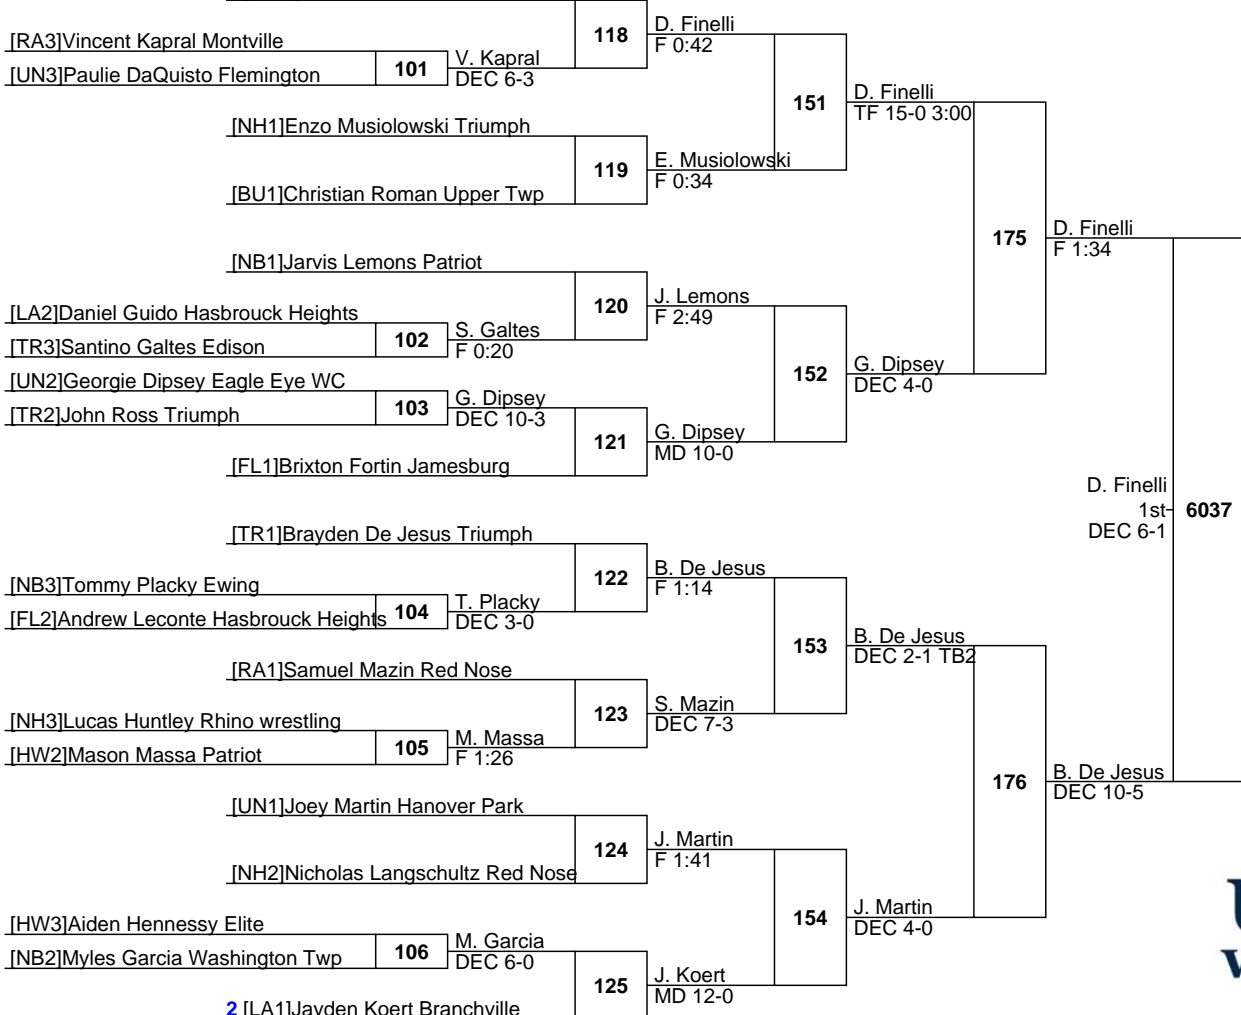 D. Finelli
118
F 0:42
[RA3]Vincent Kapral Montville
V. Kapral
101
DEC 6-3
[UN3]Paulie DaQuisto Flemington
D. Finelli
151
TF 15-0 3:00
[NH1]Enzo Musiolowski Triumph
E. Musiolowski
119
F 0:34
[BU1]Christian Roman Upper Twp
D. Finelli
175
F 1:34
[NB1]Jarvis Lemons Patriot
J. Lemons
120
F 2:49
[LA2]Daniel Guido Hasbrouck Heights
S. Galtes
102
F 0:20
[TR3]Santino Galtes Edison
G. Dipsey
152
DEC 4-0
[UN2]Georgie Dipsey Eagle Eye WC
G. Dipsey
103
DEC 10-3
[TR2]John Ross Triumph
G. Dipsey
121
MD 10-0
[FL1]Brixton Fortin Jamesburg
D. Finelli
1st
6037
DEC 6-1
[TR1]Brayden De Jesus Triumph
B. De Jesus
122
F 1:14
[NB3]Tommy Placky Ewing
T. Placky
104
DEC 3-0
[FL2]Andrew Leconte Hasbrouck Heights
B. De Jesus
153
DEC 2-1 TB2
[RA1]Samuel Mazin Red Nose
S. Mazin
123
DEC 7-3
[NH3]Lucas Huntley Rhino wrestling
M. Massa
105
F 1:26
[HW2]Mason Massa Patriot
B. De Jesus
176
DEC 10-5
[UN1]Joey Martin Hanover Park
J. Martin
124
F 1:41
[NH2]Nicholas Langschultz Red Nose
J. Martin
154
DEC 4-0
[HW3]Aiden Hennessy Elite
M. Garcia
106
DEC 6-0
[NB2]Myles Garcia Washington Twp
J. Koert
125
MD 12-0
2 [LA1]Jayden Koert Branchville